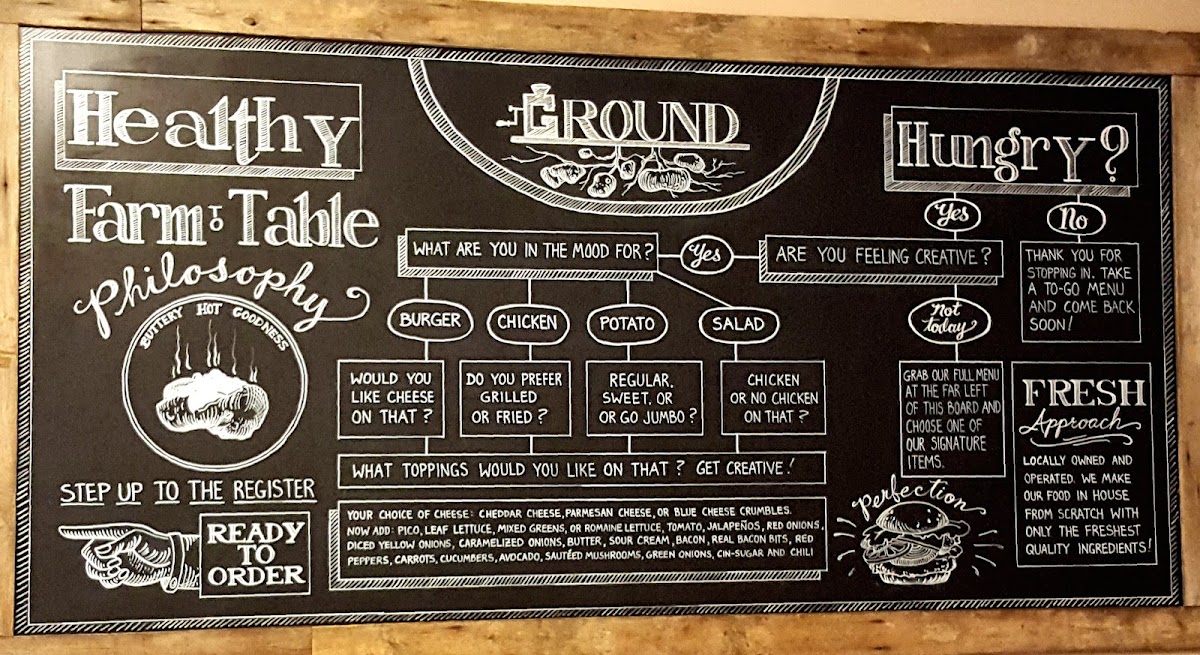 Healthy
Farm to Table
Philosophy
BUTTERY HOT GOODNESS
STEP UP TO THE REGISTER
READY
TO
ORDER
GROUND
Hungry?
Yes
No
THANK YOU FOR
STOPPING IN. TAKE
A TO-GO MENU
AND COME BACK
SOON!
ARE YOU FEELING CREATIVE?
Yes
WHAT ARE YOU IN THE MOOD FOR?
Not
today
GRAB OUR FULL MENU
AT THE FAR LEFT
OF THIS BOARD AND
CHOOSE ONE OF
OUR SIGNATURE
ITEMS.
BURGER
CHICKEN
POTATO
SALAD
WOULD YOU
LIKE CHEESE
ON THAT?
DO YOU PREFER
GRILLED
OR FRIED?
REGULAR,
SWEET, OR
OR GO JUMBO?
CHICKEN
OR NO CHICKEN
ON THAT?
WHAT TOPPINGS WOULD YOU LIKE ON THAT? GET CREATIVE!
YOUR CHOICE OF CHEESE: CHEDDAR CHEESE, PARMESAN CHEESE, OR BLUE CHEESE CRUMBLES.
NOW ADD: PICO, LEAF LETTUCE, MIXED GREENS, OR ROMAINE LETTUCE, TOMATO, JALAPEÑOS, RED ONIONS,
DICED YELLOW ONIONS, CARAMELIZED ONIONS, BUTTER, SOUR CREAM, BACON, REAL BACON BITS, RED
PEPPERS, CARROTS, CUCUMBERS, AVOCADO, SAUTÉED MUSHROOMS, GREEN ONIONS, CIN-SUGAR AND CHILI
Perfection
FRESH
Approach
LOCALLY OWNED AND
OPERATED. WE MAKE
OUR FOOD IN HOUSE
FROM SCRATCH WITH
ONLY THE FRESHEST
QUALITY INGREDIENTS!